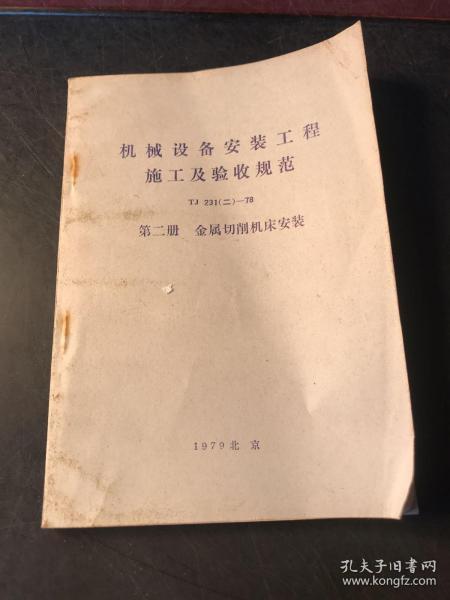 机械设备安装工程
施工及验收规范
TJ 231(二)—78
第二册 金属切削机床安装
1979北 京
孔夫子旧书网
www.kongfz.com